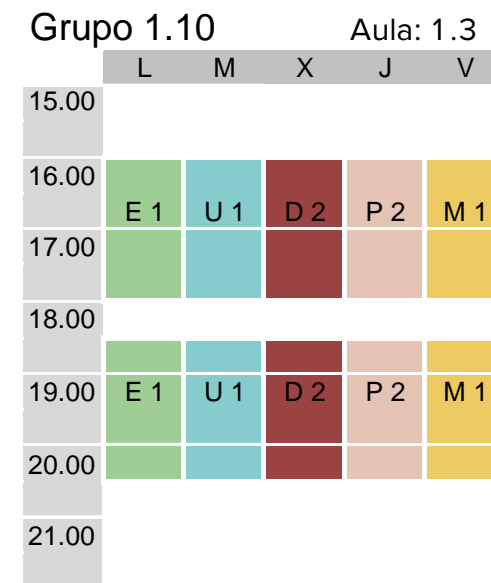 Grupo 1.10 Aula: 1.3
L M X J V
15.00
16.00
E 1 U 1 D 2 P 2 M 1
17.00
18.00
19.00 E 1 U 1 D 2 P 2 M 1
20.00
21.00